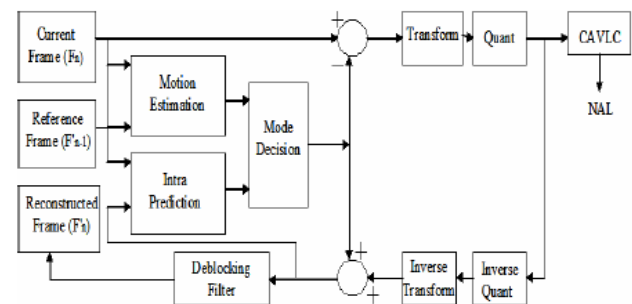 Current
Frame (Fn)
+
−
Transform
Quant
CAVLC
NAL
Motion
Estimation
Mode
Decision
Reference
Frame (F'n-1)
Intra
Prediction
Reconstructed
Frame (F'n)
Deblocking
Filter
+
+
Inverse
Transform
Inverse
Quant